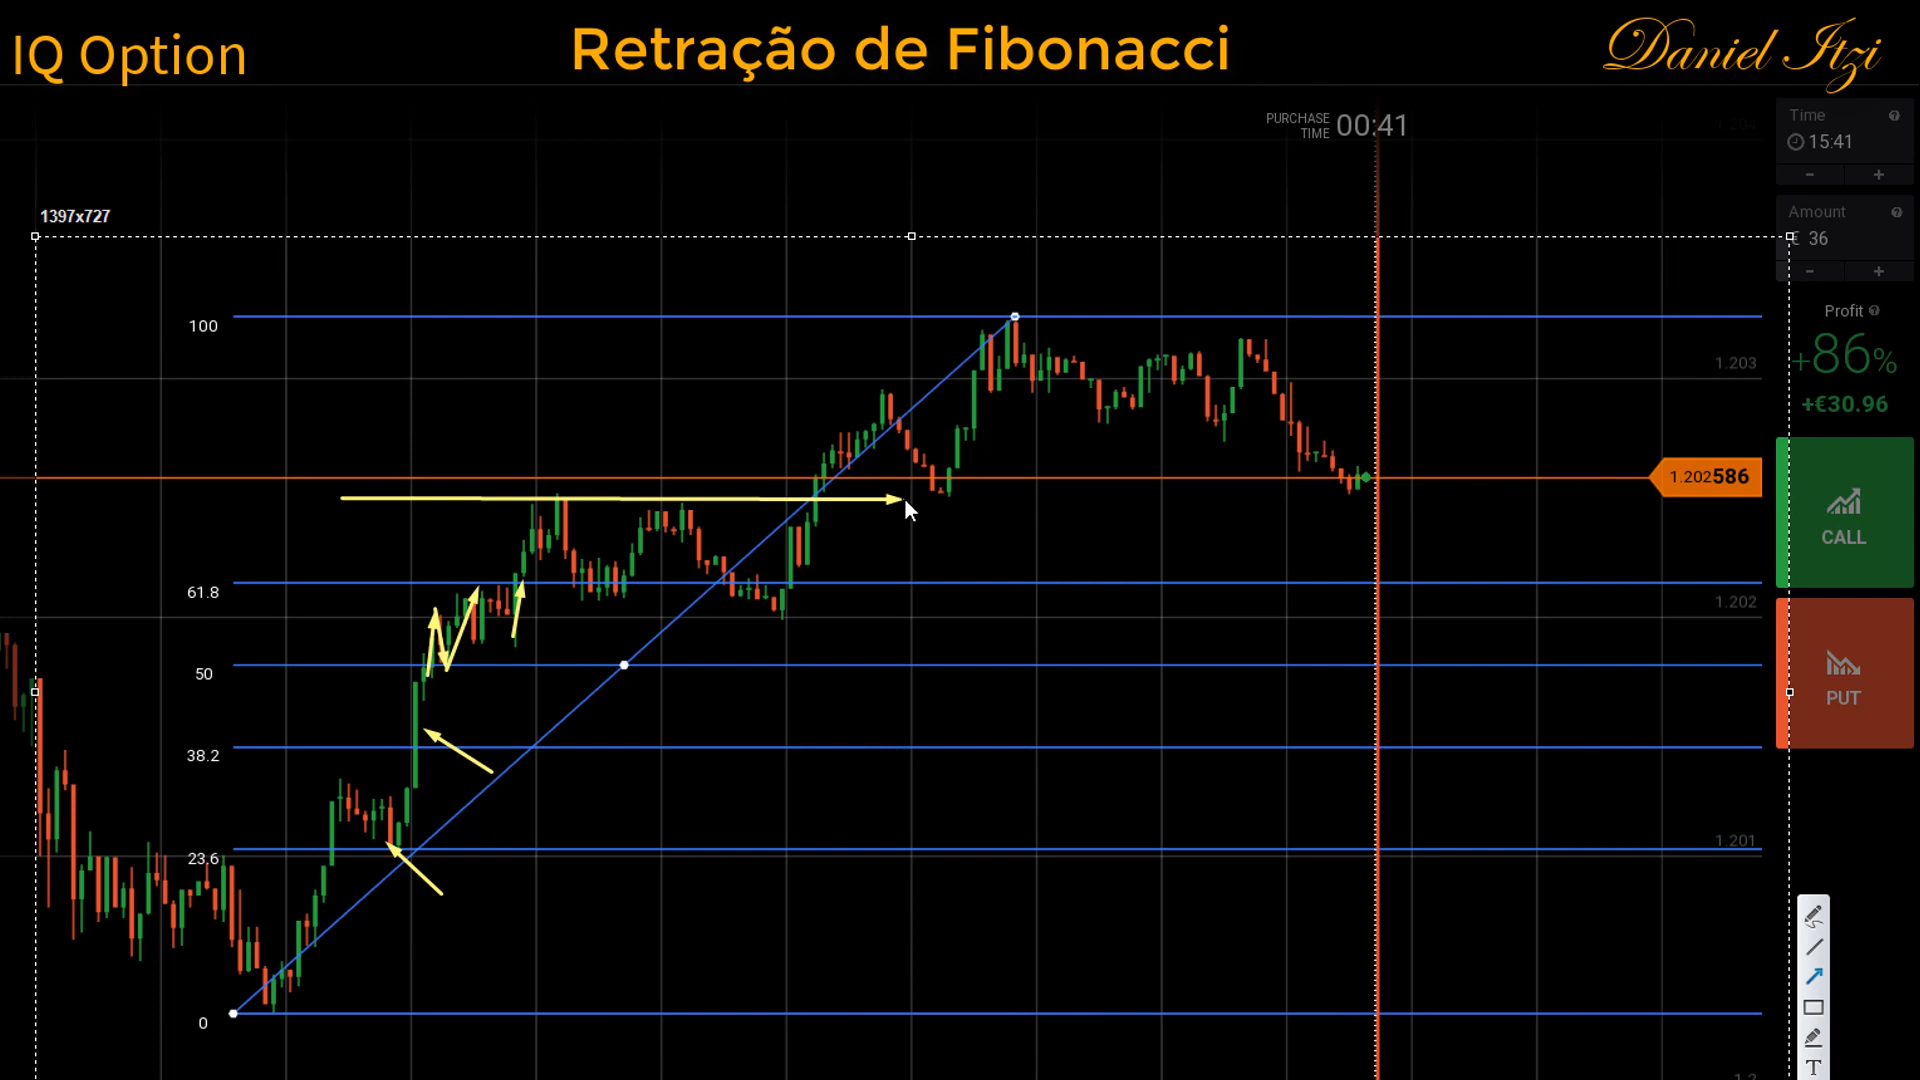 IQ Option
Retração de Fibonacci
Daniel Itzi
PURCHASE
TIME
00:41
Time
15:41
- +
Amount
€ 36
- +
Profit
+86%
+€30.96
CALL
PUT
1397x727
100
61.8
50
38.2
23.6
0
1.203
1.202586
1.202
1.201
1.2
T